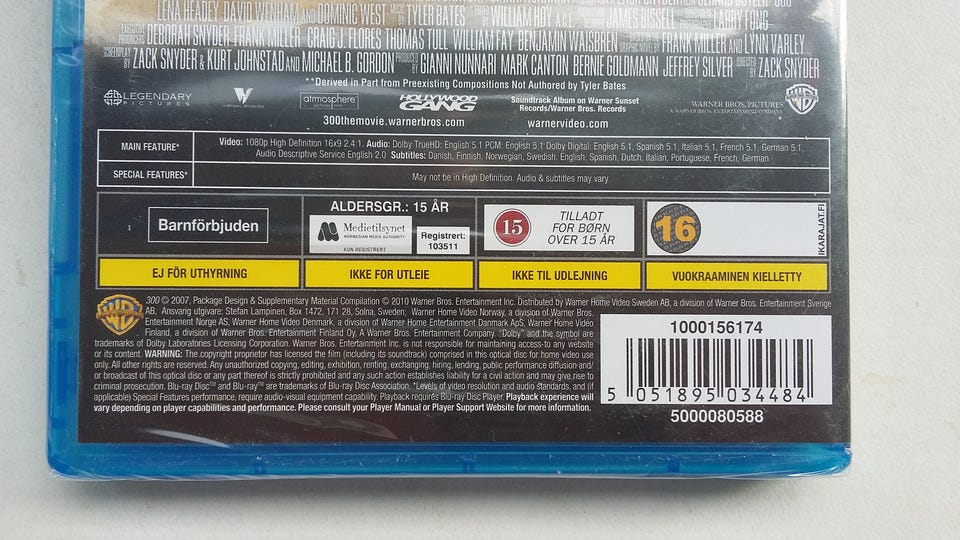 LENA HEADEY DAVID WENHAM AND DOMINIC WEST MUSIC BY TYLER BATES WILLIAM HOY, A.C.E. JAMES BISSELL LARRY FONG
EXECUTIVE PRODUCERS DEBORAH SNYDER FRANK MILLER CRAIG J. FLORES THOMAS TULL WILLIAM FAY BENJAMIN WAISBREN GRAPHIC NOVEL BY FRANK MILLER AND LYNN VARLEY
SCREENPLAY BY ZACK SNYDER & KURT JOHNSTAD AND MICHAEL B. GORDON PRODUCED BY GIANNI NUNNARI MARK CANTON BERNIE GOLDMANN JEFFREY SILVER DIRECTED BY ZACK SNYDER
**Derived in Part from Preexisting Compositions Not Authored by Tyler Bates
LEGENDARY PICTURES
VIRTUAL STUDIOS
atmosphere pictures
HOLLYWOOD GANG
Soundtrack Album on Warner Sunset
Records/Warner Bros. Records
WARNER BROS. PICTURES
300themovie.warnerbros.com warnervideo.com
MAIN FEATURE*
Video: 1080p High Definition 16x9 2.4:1. Audio: Dolby TrueHD: English 5.1 PCM: English 5.1 Dolby Digital: English 5.1, Spanish 5.1, Italian 5.1, French 5.1, German 5.1,
Audio Descriptive Service English 2.0 Subtitles: Danish, Finnish, Norwegian, Swedish, English, Spanish, Dutch, Italian, Portuguese, French, German
SPECIAL FEATURES*
May not be in High Definition. Audio & subtitles may vary.
Barnförbjuden
ALDERSGR.: 15 ÅR
Medietilsynet
NORWEGIAN MEDIA AUTHORITY
KUN REGISTRERT
Registrert:
103511
15
TILLADT
FOR BØRN
OVER 15 ÅR
16
IKARAJAT.FI
EJ FÖR UTHYRNING
IKKE FOR UTLEIE
IKKE TIL UDLEJNING
VUOKRAAMINEN KIELLETTY
300 © 2007, Package Design & Supplementary Material Compilation © 2010 Warner Bros. Entertainment Inc. Distributed by Warner Home Video Sweden AB, a division of Warner Bros. Entertainment Sverige
AB, Ansvarig utgivare: Stefan Lampinen, Box 1472, 171 28, Solna, Sweden; Warner Home Video Norway, a division of Warner Bros.
Entertainment Norge AS; Warner Home Video Denmark, a division of Warner Home Entertainment Danmark ApS, Warner Home Video
Finland, a division of Warner Bros. Entertainment Finland Oy, A Warner Bros. Entertainment Company. "Dolby" and the symbol are
trademarks of Dolby Laboratories Licensing Corporation. Warner Bros. Entertainment Inc. is not responsible for maintaining access-to any website
or its content. WARNING: The copyright proprietor has licensed the film (including its soundtrack) comprised in this optical disc for home video use
only. All other rights are reserved. Any unauthorized copying, editing, exhibition, renting, exchanging, hiring, lending, public performance diffusion-and/
or broadcast of this optical disc or any part thereof is strictly prohibited and any such action establishes liability for a civil action and may give rise to
criminal prosecution. Blu-ray Disc™ and Blu-ray™ are trademarks of Blu-ray Disc Association. *Levels of video resolution and audio standards, and (if
applicable) Special Features performance, require audio-visual equipment capability. Playback requires Blu-ray Disc Player. Playback experience will
vary depending on player capabilities and performance. Please consult your Player Manual or Player Support Website for more information.
1000156174
5 051895 034484
5000080588